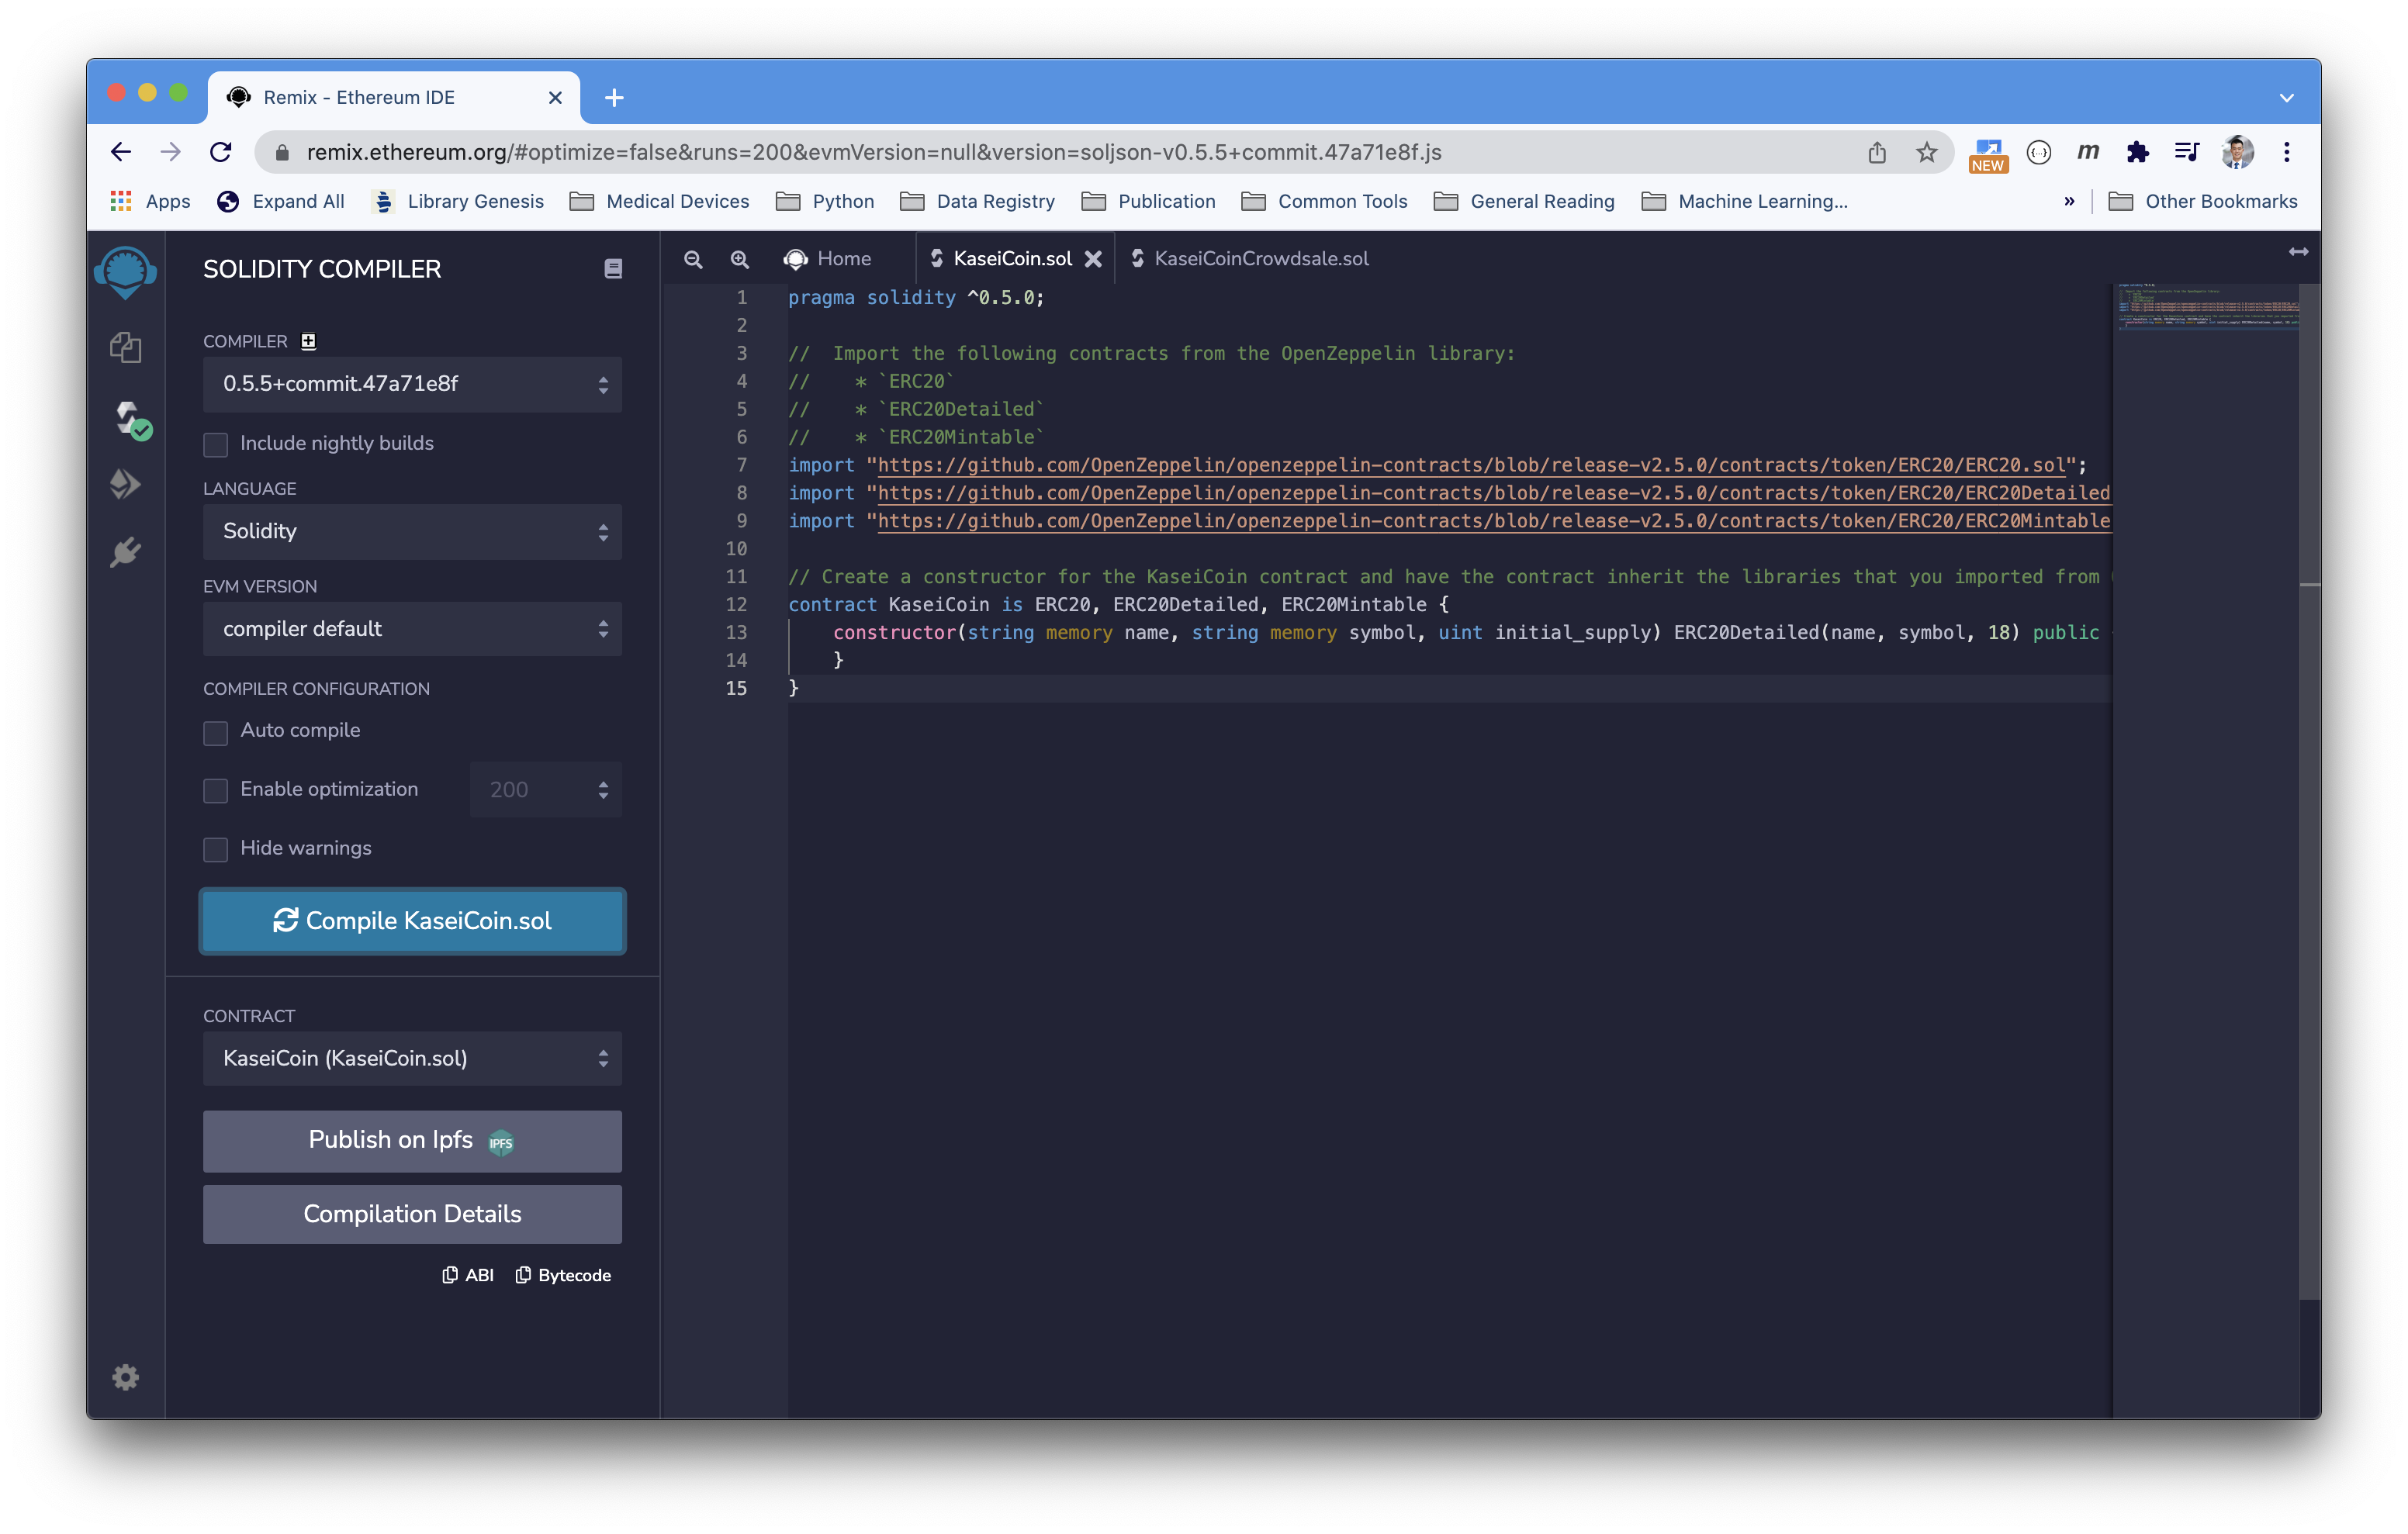 Remix - Ethereum IDE
remix.ethereum.org/#optimize=false&runs=200&evmVersion=null&version=soljson-v0.5.5+commit.47a71e8f.js
NEW
m
Apps
Expand All
Library Genesis
Medical Devices
Python
Data Registry
Publication
Common Tools
General Reading
Machine Learning...
»
Other Bookmarks
SOLIDITY COMPILER
COMPILER
0.5.5+commit.47a71e8f
Include nightly builds
LANGUAGE
Solidity
EVM VERSION
compiler default
COMPILER CONFIGURATION
Auto compile
Enable optimization
200
Hide warnings
Compile KaseiCoin.sol
CONTRACT
KaseiCoin (KaseiCoin.sol)
Publish on Ipfs
IPFS
Compilation Details
ABI
Bytecode
Home
KaseiCoin.sol
KaseiCoinCrowdsale.sol
1 pragma solidity ^0.5.0;
2
3 //  Import the following contracts from the OpenZeppelin library:
4 //    * `ERC20`
5 //    * `ERC20Detailed`
6 //    * `ERC20Mintable`
7 import "https://github.com/OpenZeppelin/openzeppelin-contracts/blob/release-v2.5.0/contracts/token/ERC20/ERC20.sol";
8 import "https://github.com/OpenZeppelin/openzeppelin-contracts/blob/release-v2.5.0/contracts/token/ERC20/ERC20Detailed
9 import "https://github.com/OpenZeppelin/openzeppelin-contracts/blob/release-v2.5.0/contracts/token/ERC20/ERC20Mintable
10
11 // Create a constructor for the KaseiCoin contract and have the contract inherit the libraries that you imported from
12 contract KaseiCoin is ERC20, ERC20Detailed, ERC20Mintable {
13     constructor(string memory name, string memory symbol, uint initial_supply) ERC20Detailed(name, symbol, 18) public
14     }
15 }